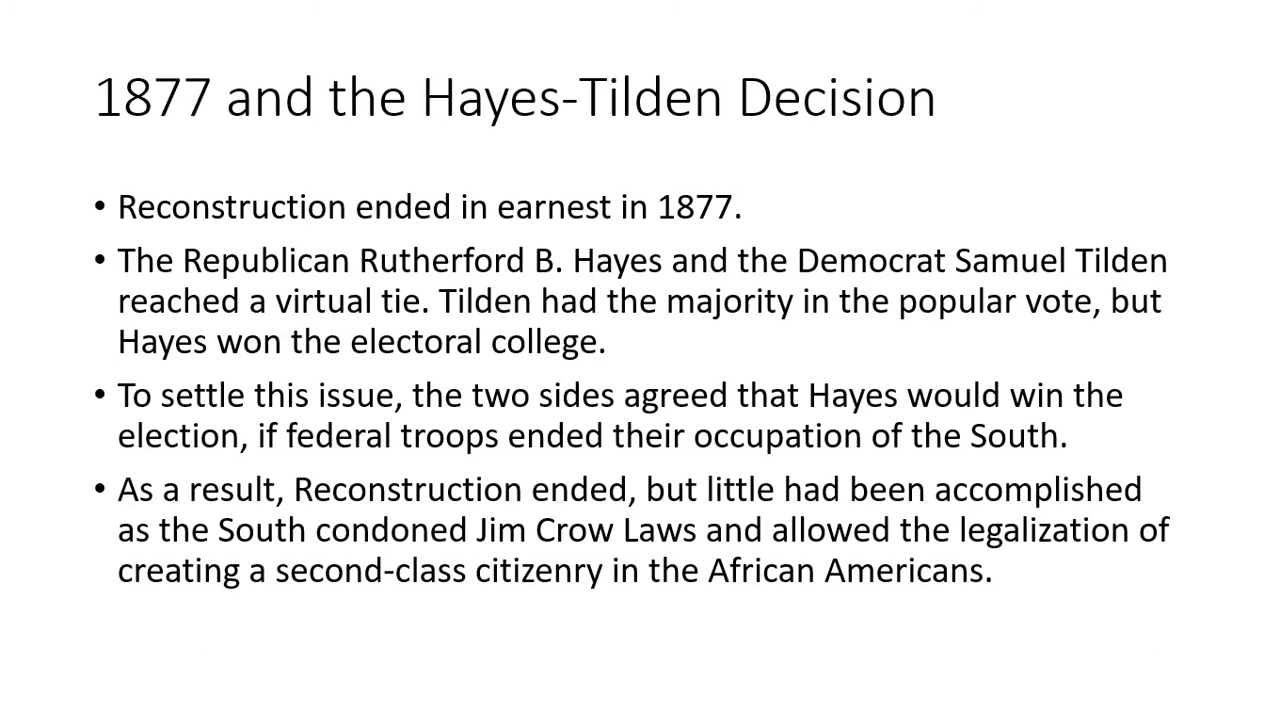 1877 and the Hayes-Tilden Decision
• Reconstruction ended in earnest in 1877.
• The Republican Rutherford B. Hayes and the Democrat Samuel Tilden
reached a virtual tie. Tilden had the majority in the popular vote, but
Hayes won the electoral college.
• To settle this issue, the two sides agreed that Hayes would win the
election, if federal troops ended their occupation of the South.
• As a result, Reconstruction ended, but little had been accomplished
as the South condoned Jim Crow Laws and allowed the legalization of
creating a second-class citizenry in the African Americans.